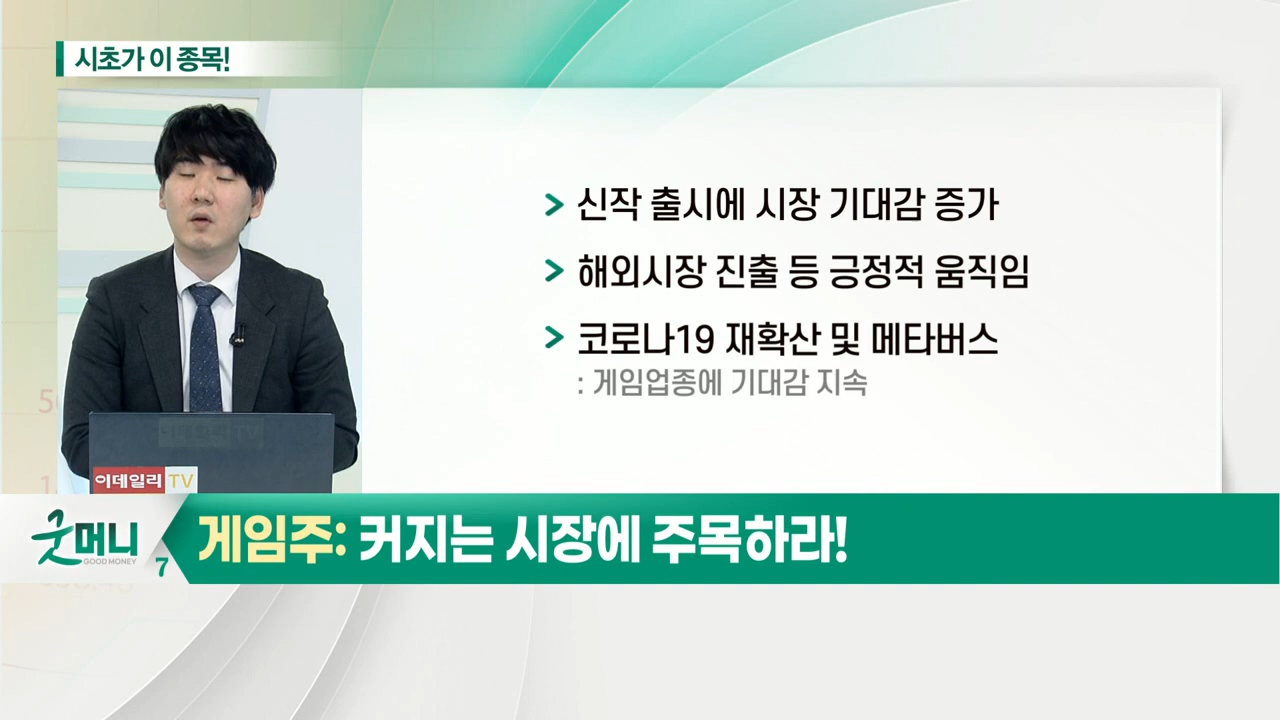 시초가 이 종목!
> 신작 출시에 시장 기대감 증가
> 해외시장 진출 등 긍정적 움직임
> 코로나19 재확산 및 메타버스
: 게임업종에 기대감 지속
이데일리 TV
굿머니
GOOD MONEY
7
게임주: 커지는 시장에 주목하라!